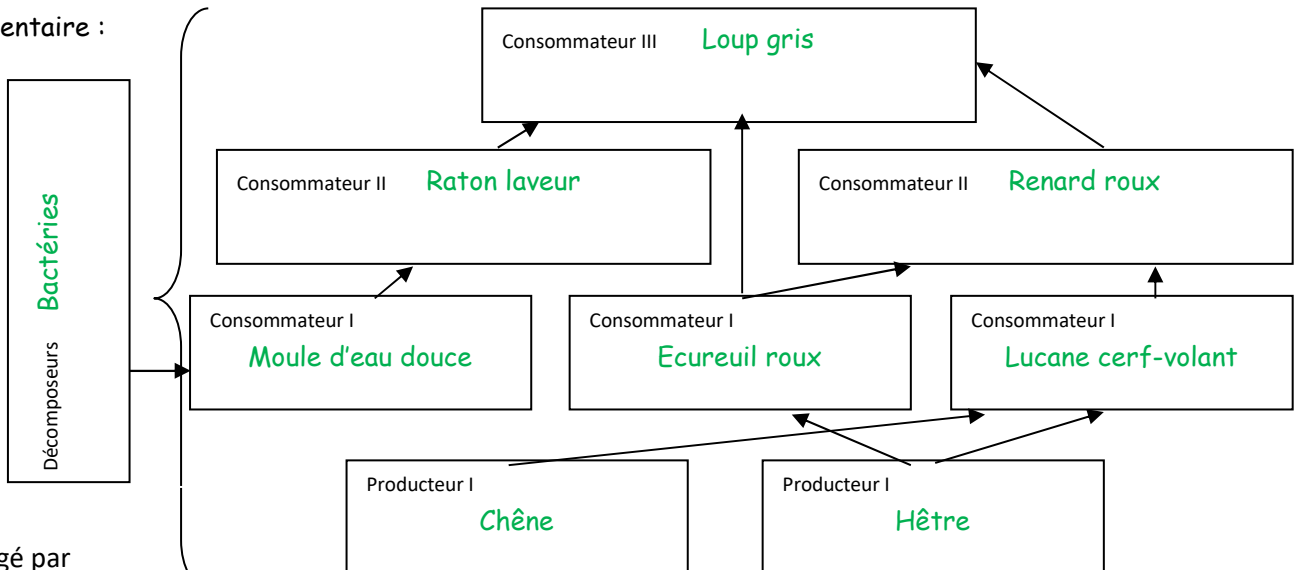 entaire :
Consommateur III Loup gris
Consommateur II Raton laveur
Consommateur II Renard roux
Décomposeurs Bactéries
Consommateur I
Moule d'eau douce
Consommateur I
Ecureuil roux
Consommateur I
Lucane cerf-volant
Producteur I
Chêne
Producteur I
Hêtre
gé par